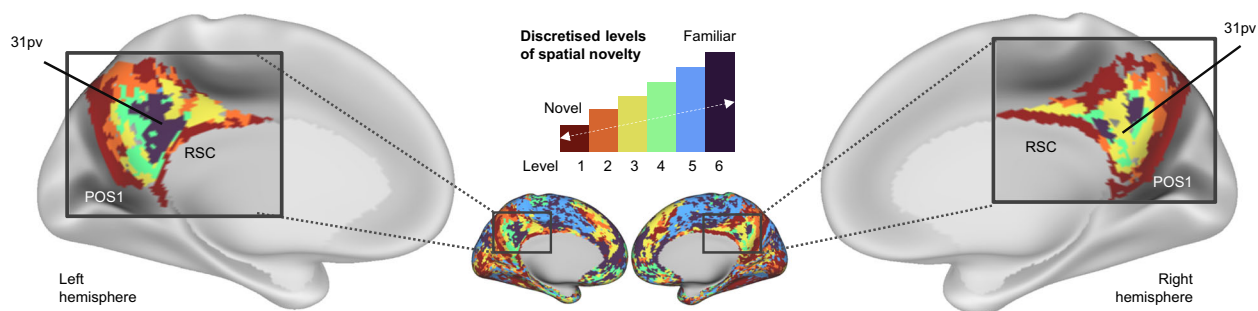 31pv
RSC
POS1
Left
hemisphere
Discretised levels
of spatial novelty
Familiar
Novel
Level 1 2 3 4 5 6
31pv
RSC
POS1
Right
hemisphere